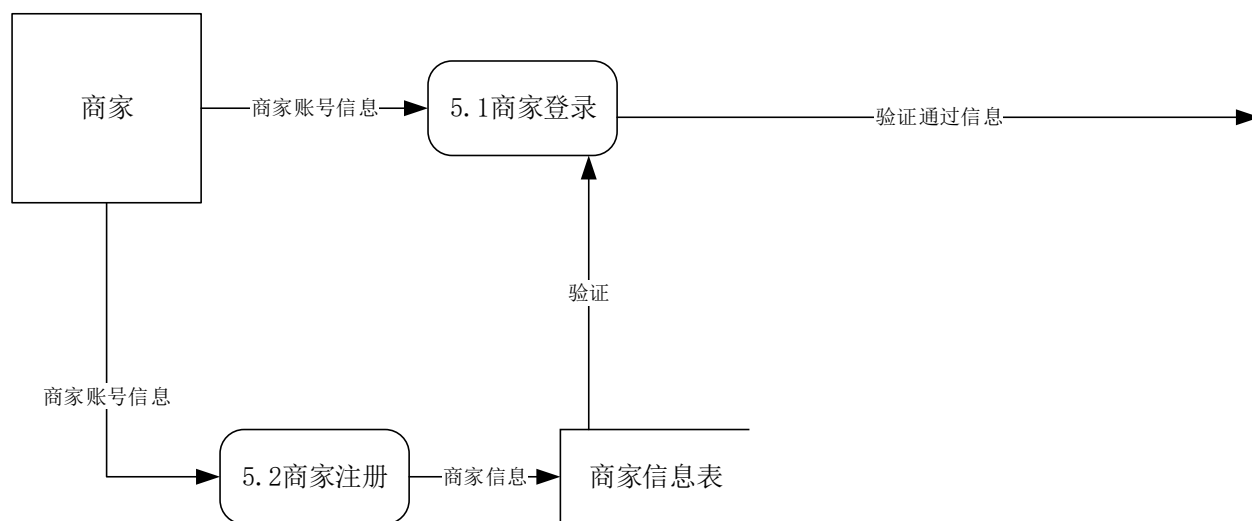 商家
商家账号信息
5.1商家登录
验证通过信息
验证
商家账号信息
5.2商家注册
商家信息
商家信息表